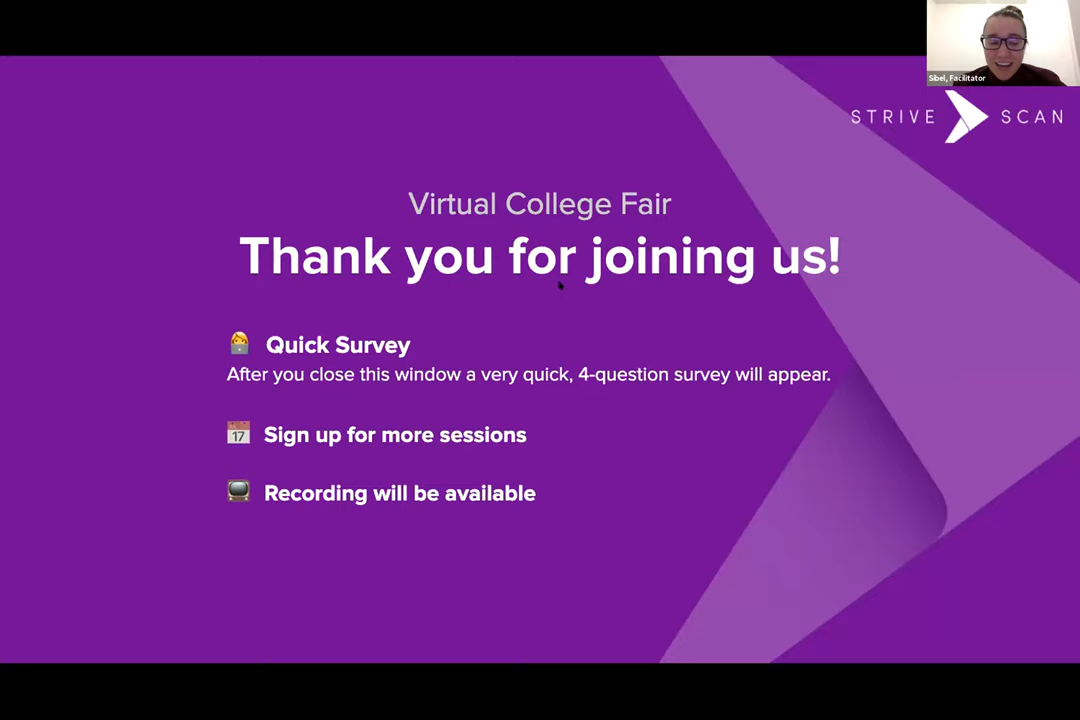 Sibel, Facilitator
STRIVE SCAN
Virtual College Fair
Thank you for joining us!
Quick Survey
After you close this window a very quick, 4-question survey will appear.
17
Sign up for more sessions
Recording will be available